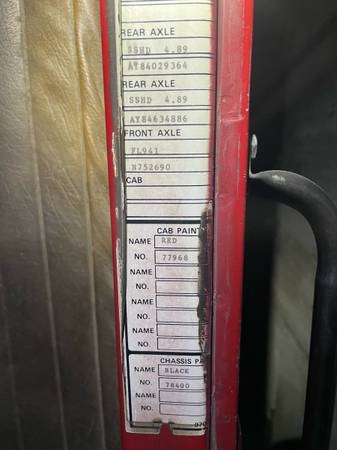 REAR AXLE
SSHD 4.89
AY84029364
REAR AXLE
SSHD 4.89
AY84634886
FRONT AXLE
FL941
N752690
CAB
CAB PAINT
NAME RED
NO. 77968
NAME
NO.
NAME
NO.
NAME
NO.
CHASSIS PA
NAME BLACK
NO. 78400
NAME
NO.